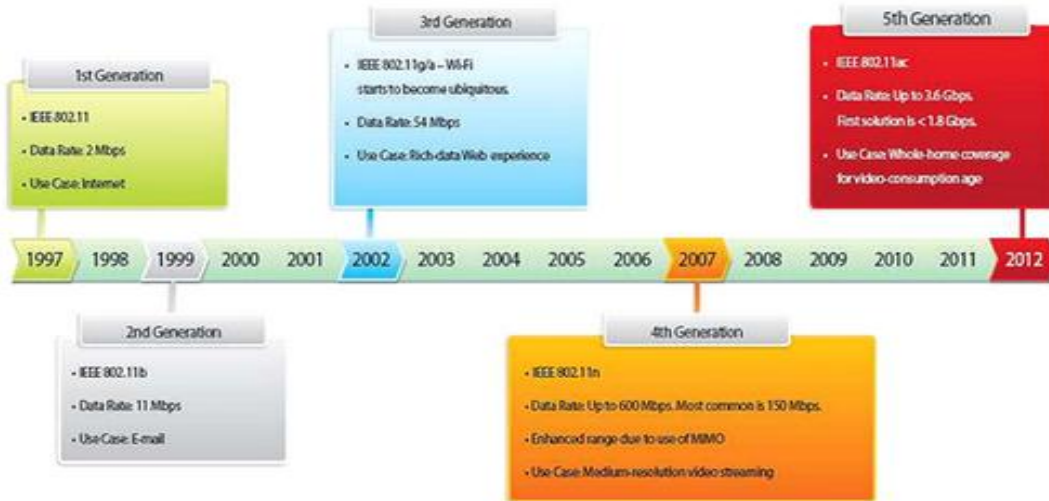 1st Generation
• IEEE 802.11
• Data Rate: 2 Mbps
• Use Case: Internet
3rd Generation
• IEEE 802.11g/a – Wi-Fi
starts to become ubiquitous.
• Data Rate: 54 Mbps
• Use Case: Rich-data Web experience
5th Generation
• IEEE 802.11ac
• Data Rate: Up to 3.6 Gbps.
First solution is < 1.8 Gbps.
• Use Case: Whole-home coverage
for video-consumption age
1997 1998 1999 2000 2001 2002 2003 2004 2005 2006 2007 2008 2009 2010 2011 2012
2nd Generation
• IEEE 802.11b
• Data Rate: 11 Mbps
• Use Case: E-mail
4th Generation
• IEEE 802.11n
• Data Rate: Up to 600 Mbps. Most common is 150 Mbps.
• Enhanced range due to use of MIMO
• Use Case: Medium-resolution video streaming